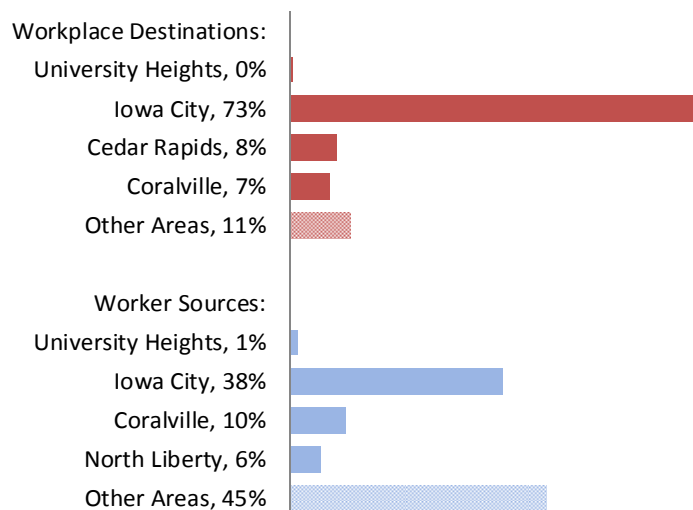 Workplace Destinations:
University Heights, 0%
Iowa City, 73%
Cedar Rapids, 8%
Coralville, 7%
Other Areas, 11%
Worker Sources:
University Heights, 1%
Iowa City, 38%
Coralville, 10%
North Liberty, 6%
Other Areas, 45%